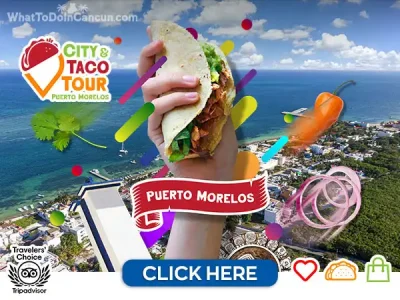 WhatToDoInCancun.com
CITY &
TACO
TOUR
PUERTO MORELOS
PUERTO MORELOS
Travelers'
Choice
Tripadvisor
CLICK HERE